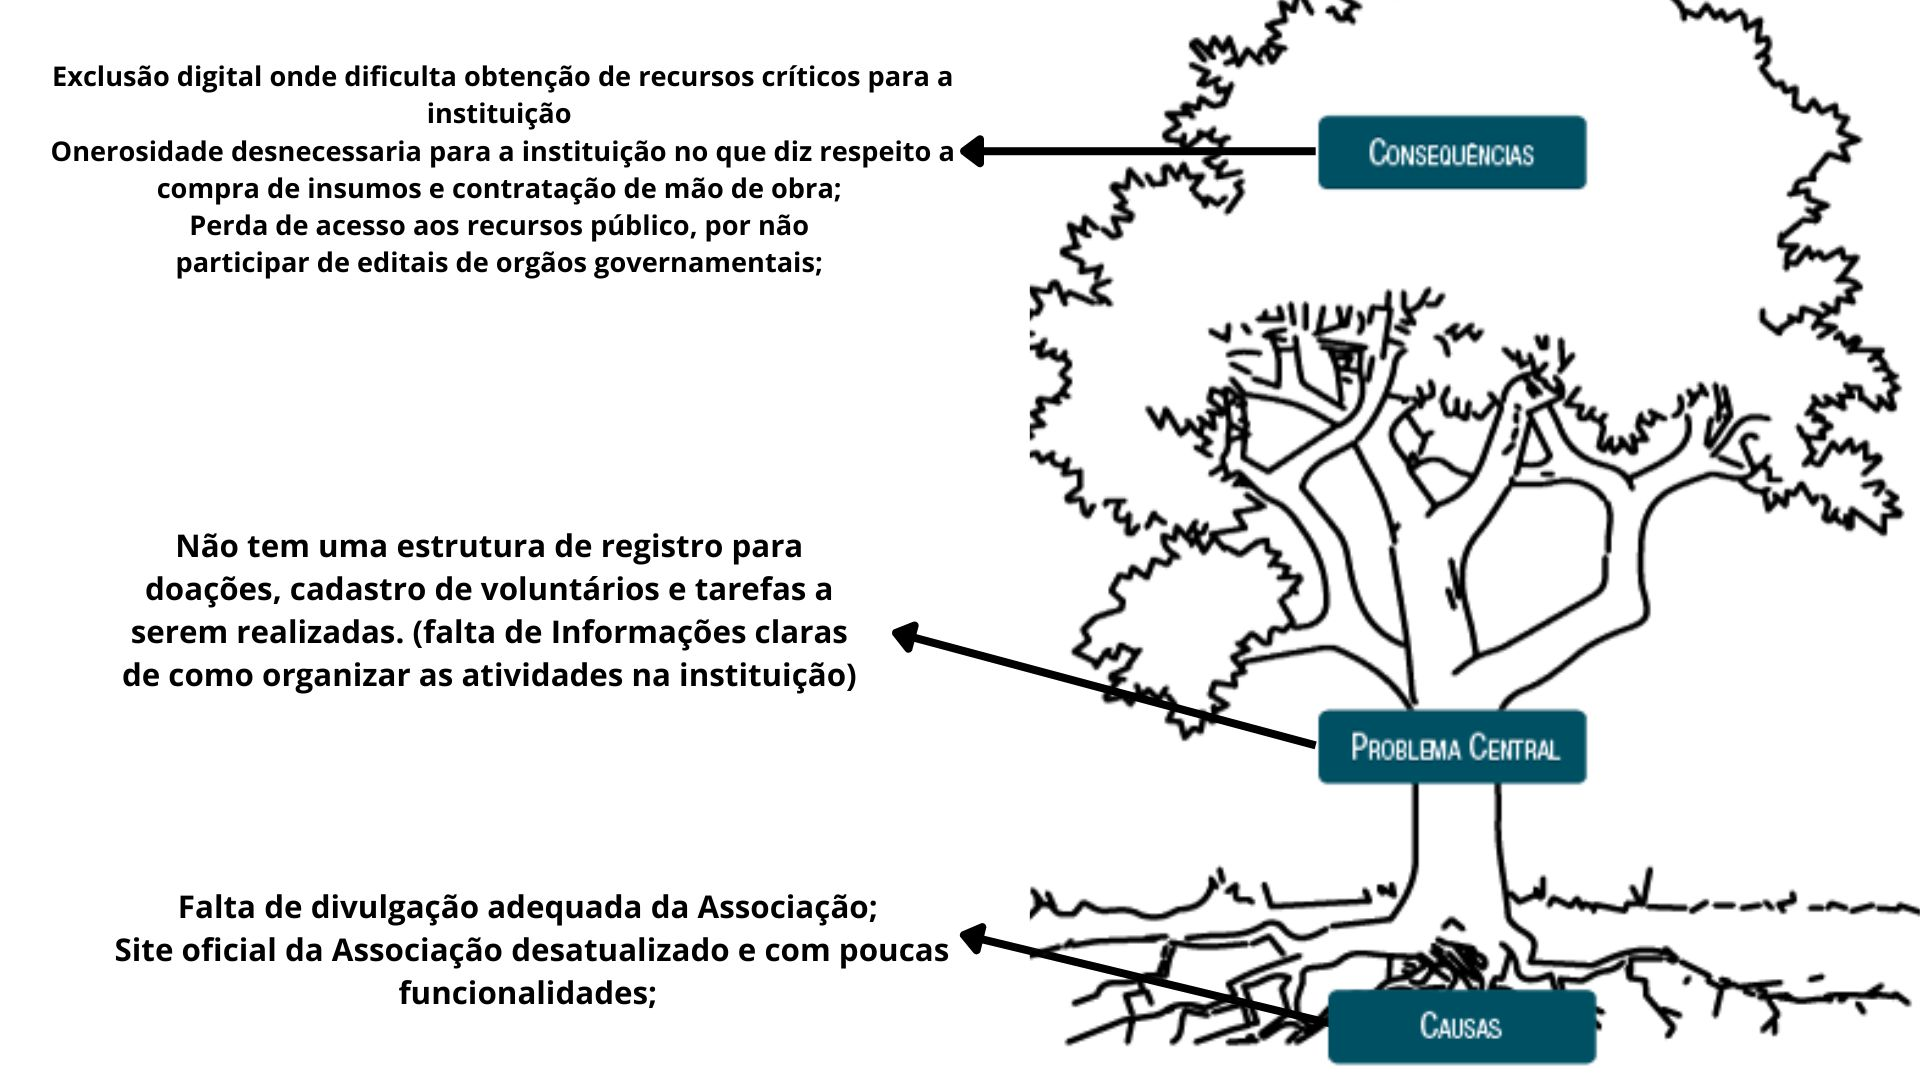 Exclusão digital onde dificulta obtenção de recursos críticos para a
instituição
Onerosidade desnecessaria para a instituição no que diz respeito a
compra de insumos e contratação de mão de obra;
Perda de acesso aos recursos público, por não
participar de editais de orgãos governamentais;
CONSEQUÊNCIAS
Não tem uma estrutura de registro para
doações, cadastro de voluntários e tarefas a
serem realizadas. (falta de Informações claras
de como organizar as atividades na instituição)
PROBLEMA CENTRAL
Falta de divulgação adequada da Associação;
Site oficial da Associação desatualizado e com poucas
funcionalidades;
CAUSAS